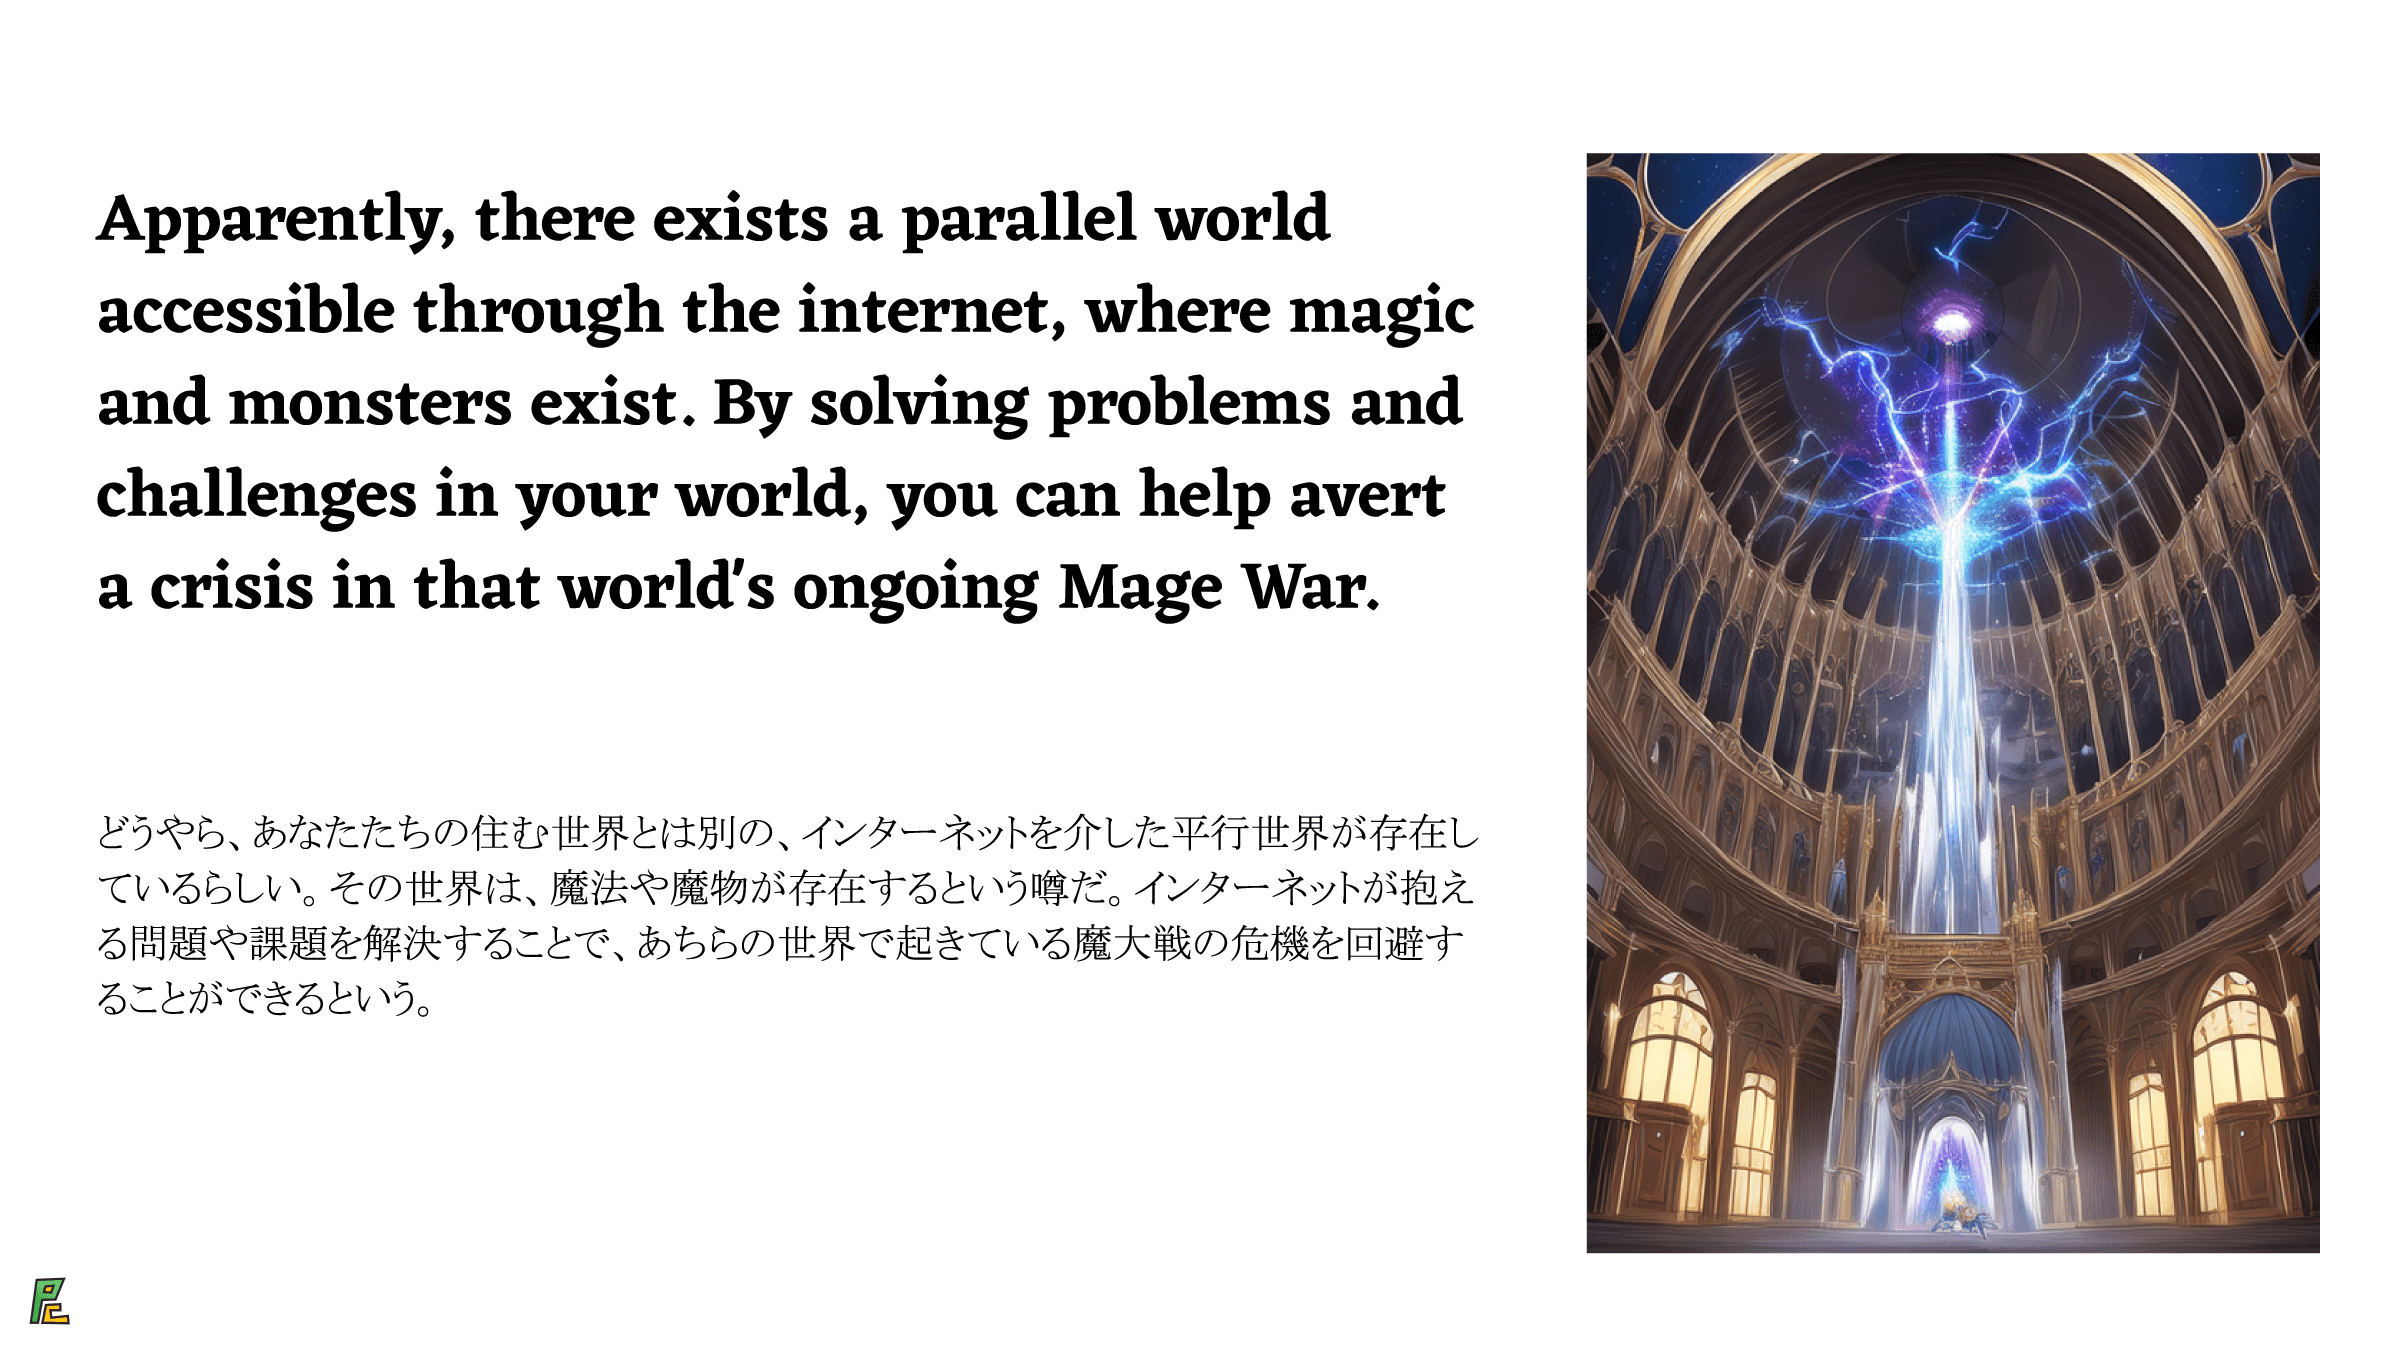 Apparently, there exists a parallel world
accessible through the internet, where magic
and monsters exist. By solving problems and
challenges in your world, you can help avert
a crisis in that world's ongoing Mage War.
どうやら、あなたたちの住む世界とは別の、インターネットを介した平行世界が存在し
ているらしい。その世界は、魔法や魔物が存在するという噂だ。インターネットが抱え
る問題や課題を解決することで、あちらの世界で起きている魔大戦の危機を回避す
ることができるという。
PC